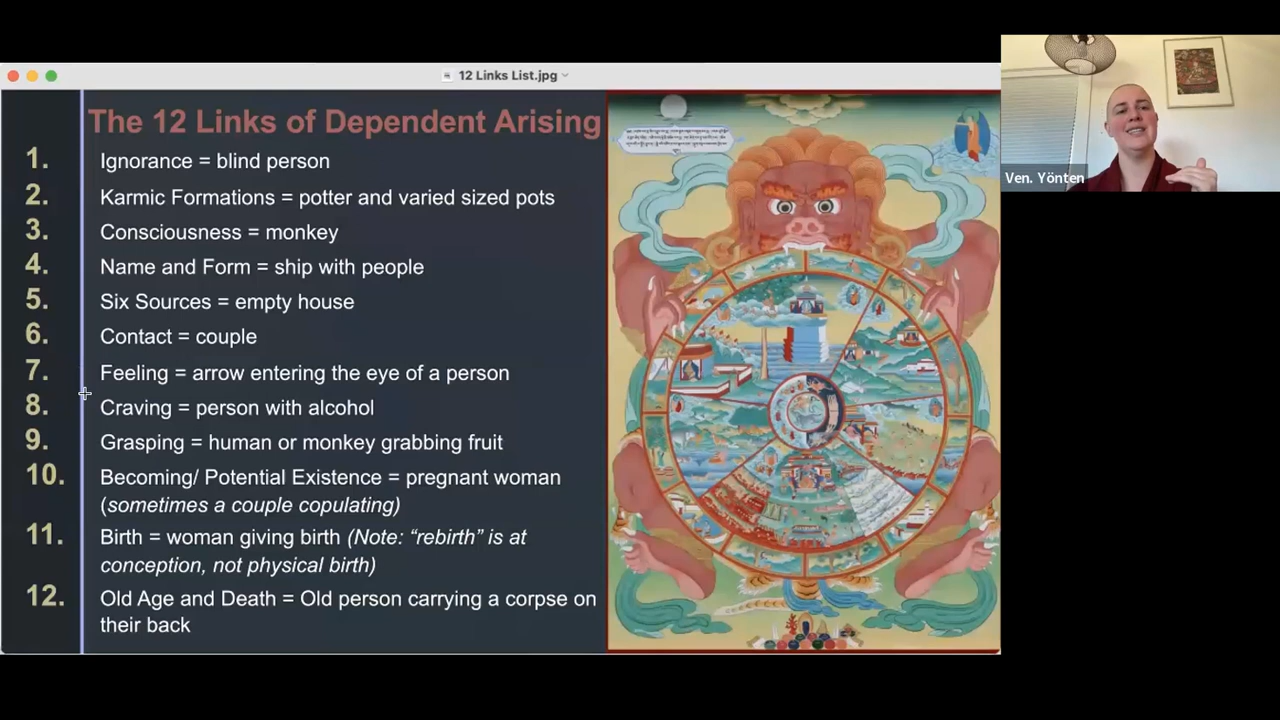 12 Links List.jpg
The 12 Links of Dependent Arising
1. Ignorance = blind person
2. Karmic Formations = potter and varied sized pots
3. Consciousness = monkey
4. Name and Form = ship with people
5. Six Sources = empty house
6. Contact = couple
7. Feeling = arrow entering the eye of a person
8. Craving = person with alcohol
9. Grasping = human or monkey grabbing fruit
10. Becoming/ Potential Existence = pregnant woman
(sometimes a couple copulating)
11. Birth = woman giving birth (Note: “rebirth” is at
conception, not physical birth)
12. Old Age and Death = Old person carrying a corpse on
their back
Ven. Yönten